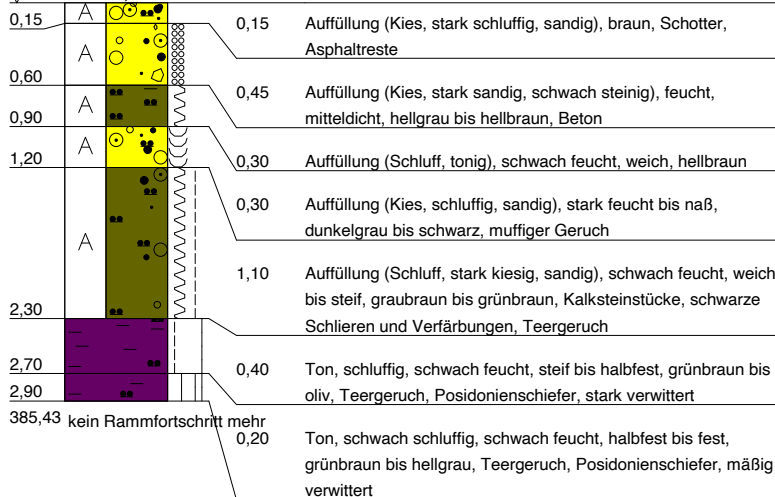 0,15
A
0,15 Auffüllung (Kies, stark schluffig, sandig), braun, Schotter,
Asphaltreste
A
0,60
0,45 Auffüllung (Kies, stark sandig, schwach steinig), feucht,
mitteldicht, hellgrau bis hellbraun, Beton
A
0,90
A
0,30 Auffüllung (Schluff, tonig), schwach feucht, weich, hellbraun
1,20
0,30 Auffüllung (Kies, schluffig, sandig), stark feucht bis naß,
dunkelgrau bis schwarz, muffiger Geruch
A
1,10 Auffüllung (Schluff, stark kiesig, sandig), schwach feucht, weich
bis steif, graubraun bis grünbraun, Kalksteinstücke, schwarze
Schlieren und Verfärbungen, Teergeruch
2,30
2,70
0,40 Ton, schluffig, schwach feucht, steif bis halbfest, grünbraun bis
oliv, Teergeruch, Posidonienschiefer, stark verwittert
2,90
385,43 kein Rammfortschritt mehr
0,20 Ton, schwach schluffig, schwach feucht, halbfest bis fest,
grünbraun bis hellgrau, Teergeruch, Posidonienschiefer, mäßig
verwittert